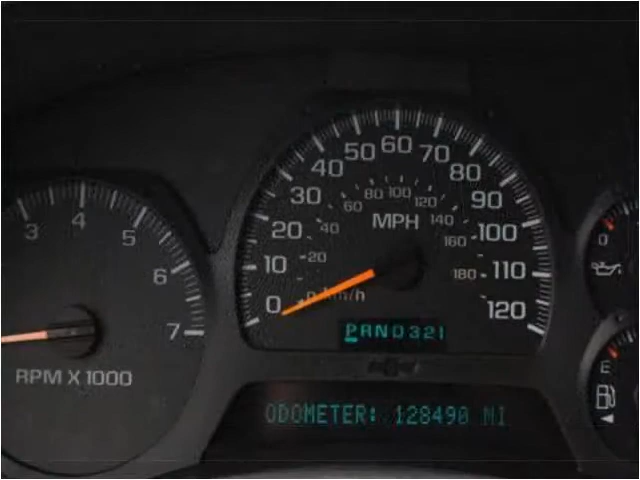 3 4 5 6 7
RPM X 1000
0 10 20 30 40 50 60 70 80 90 100 110 120
MPH
20 40 60 80 100 120 140 160 180
km/h
PRND321
ODOMETER: 128490 MI
0
E